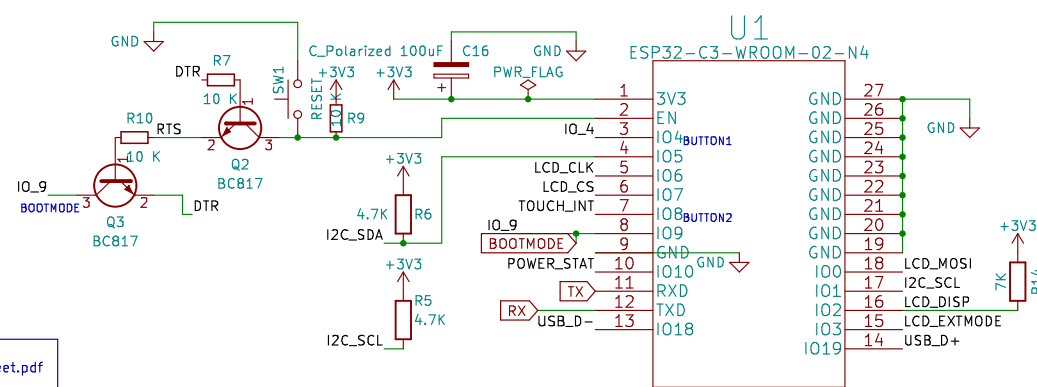 U1
ESP32-C3-WROOM-02-N4
GND
R7
DTR
10 K
1
2
3
Q2
BC817
SW1
RESET
+3V3
10 K
R9
C_Polarized 100uF
C16
+3V3
+
GND
PWR_FLAG
R10
RTS
10 K
1
IO_9
BOOTMODE
3
2
DTR
Q3
BC817
+3V3
4.7K
R6
I2C_SDA
+3V3
R5
4.7K
I2C_SCL
1 3V3
2 EN
IO_4 3 IO4 BUTTON1
4 IO5
LCD_CLK 5 IO6
LCD_CS 6 IO7
TOUCH_INT 7 IO8 BUTTON2
IO_9 8 IO9
BOOTMODE 9 GND
GND
POWER_STAT 10 IO10
TX 11 RXD
RX 12 TXD
USB_D- 13 IO18
GND 27
GND 26
GND 25
GND 24
GND 23
GND 22
GND 21
GND 20
GND 19
IO0 18 LCD_MOSI
IO1 17 I2C_SCL
IO2 16 LCD_DISP
IO3 15 LCD_EXTMODE
IO19 14 USB_D+
GND
+3V3
7K
eet.pdf